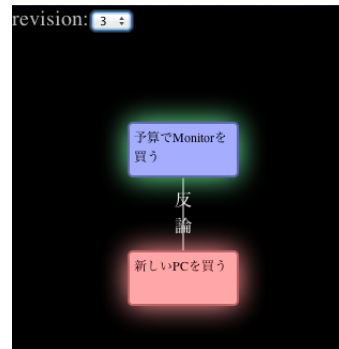 revision: 3
予算でMonitorを
買う
反
論
新しいPCを買う